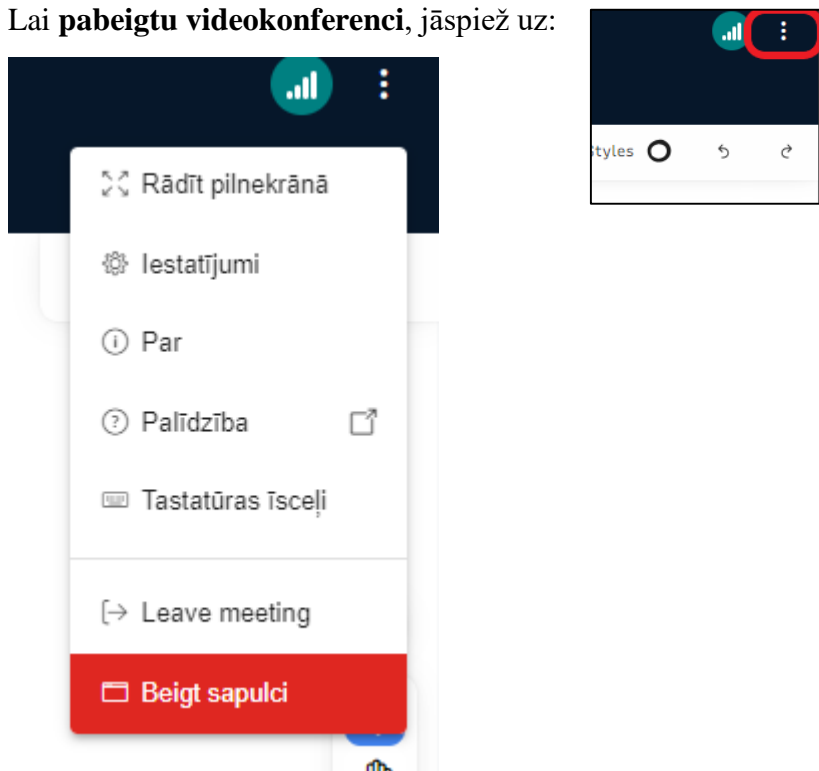 Lai pabeigtu videokonferenci, jāspiež uz:
Styles
Rādīt pilnekrānā
Iestatījumi
Par
Palīdzība
Tastatūras īsceļi
Leave meeting
Beigt sapulci